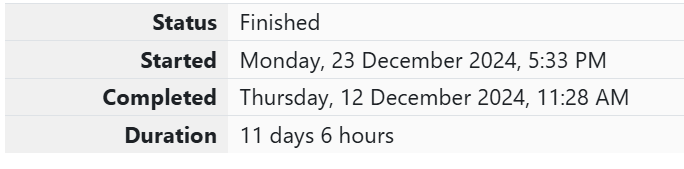 Status Finished
Started Monday, 23 December 2024, 5:33 PM
Completed Thursday, 12 December 2024, 11:28 AM
Duration 11 days 6 hours